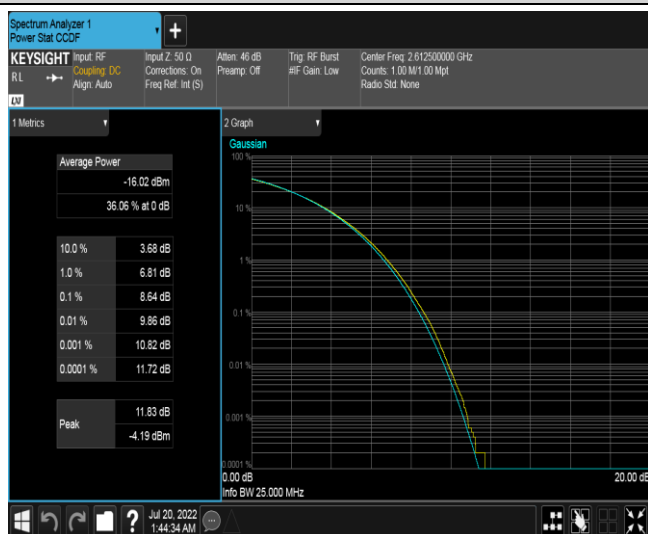 Spectrum Analyzer 1
Power Stat CCDF
+
KEYSIGHT
RL
LXI
Input: RF
Coupling: DC
Align: Auto
Input Z: 50 Ω
Corrections: On
Freq Ref: Int (S)
Atten: 46 dB
Preamp: Off
Trig: RF Burst
#IF Gain: Low
Center Freq: 2.612500000 GHz
Counts: 1.00 M/1.00 Mpt
Radio Std: None
1 Metrics
Average Power
-16.02 dBm
36.06 % at 0 dB
10.0 % 3.68 dB
1.0 % 6.81 dB
0.1 % 8.64 dB
0.01 % 9.86 dB
0.001 % 10.82 dB
0.0001 % 11.72 dB
Peak
11.83 dB
-4.19 dBm
2 Graph
Gaussian
100 %
10 %
1 %
0.1 %
0.01 %
0.001 %
0.0001 %
0.00 dB 20.00 dB
Info BW 25.000 MHz
?
Jul 20, 2022
1:44:34 AM